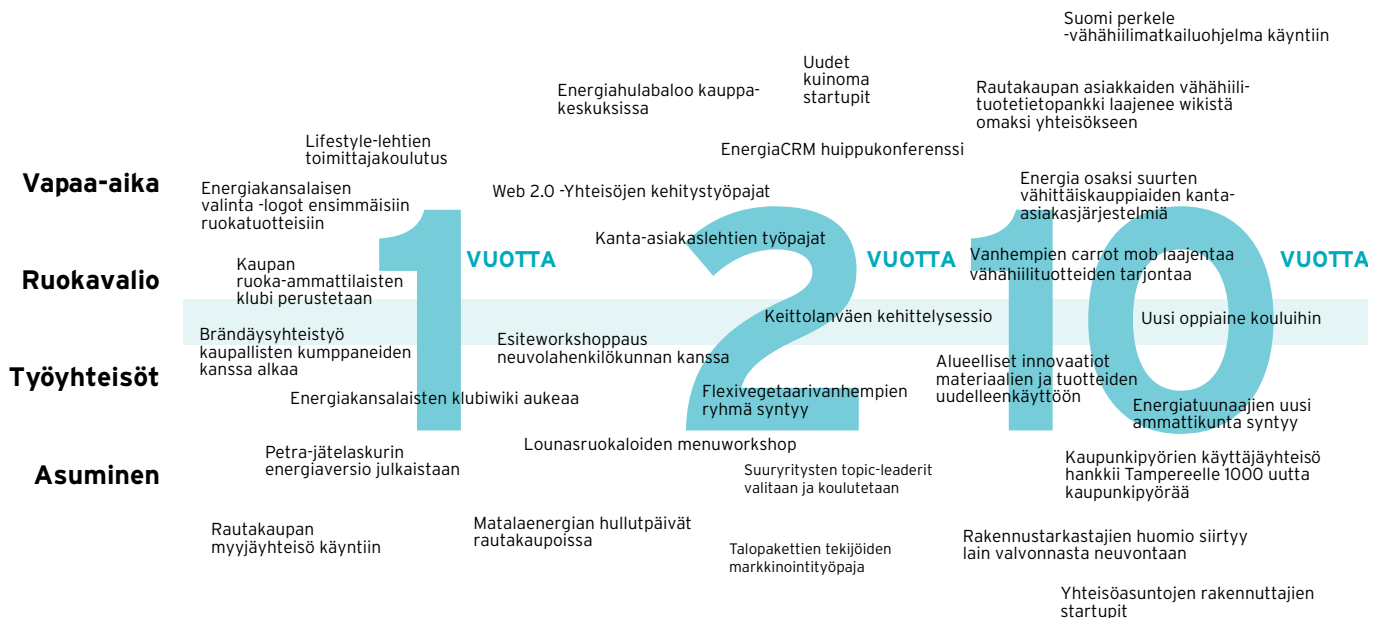 Suomi perkele
-vähähiilimatkailuohjelma käyntiin
Uudet
kuinoma
startupit
Energiahulabaloo kauppa-
keskuksissa
Rautakaupan asiakkaiden vähähiili-
tuotetietopankki laajenee wikistä
omaksi yhteisökseen
Lifestyle-lehtien
toimittajakoulutus
EnergiaCRM huippukonferenssi
Vapaa-aika
Energiakansalaisen
valinta -logot ensimmäisiin
ruokatuotteisiin
Web 2.0 -Yhteisöjen kehitystyöpajat
Energia osaksi suurten
vähittäiskauppiaiden kanta-
asiakasjärjestelmiä
Kanta-asiakaslehtien työpajat
1 VUOTTA
2 VUOTTA
10 VUOTTA
Vanhempien carrot mob laajentaa
vähähiilituotteiden tarjontaa
Ruokavalio
Kaupan
ruoka-ammattilaisten
klubi perustetaan
Keittolanväen kehittelysessio
Uusi oppiaine kouluihin
Brändäysyhteistyö
kaupallisten kumppaneiden
kanssa alkaa
Esiteworkshoppaus
neuvolahenkilökunnan kanssa
Työyhteisöt
Alueelliset innovaatiot
materiaalien ja tuotteiden
uudelleenkäyttöön
Energiakansalaisten klubiwiki aukeaa
Flexivegetaarivanhempien
ryhmä syntyy
Energiatuunaajien uusi
ammattikunta syntyy
Lounasruokaloiden menuworkshop
Asuminen
Petra-jätelaskurin
energiaversio julkaistaan
Suuryritysten topic-leaderit
valitaan ja koulutetaan
Kaupunkipyörien käyttäjäyhteisö
hankkii Tampereelle 1000 uutta
kaupunkipyörää
Rautakaupan
myyjäyhteisö käyntiin
Matalaenergian hullutpäivät
rautakaupoissa
Talopakettien tekijöiden
markkinointityöpaja
Rakennustarkastajien huomio siirtyy
lain valvonnasta neuvontaan
Yhteisöasuntojen rakennuttajien
startupit